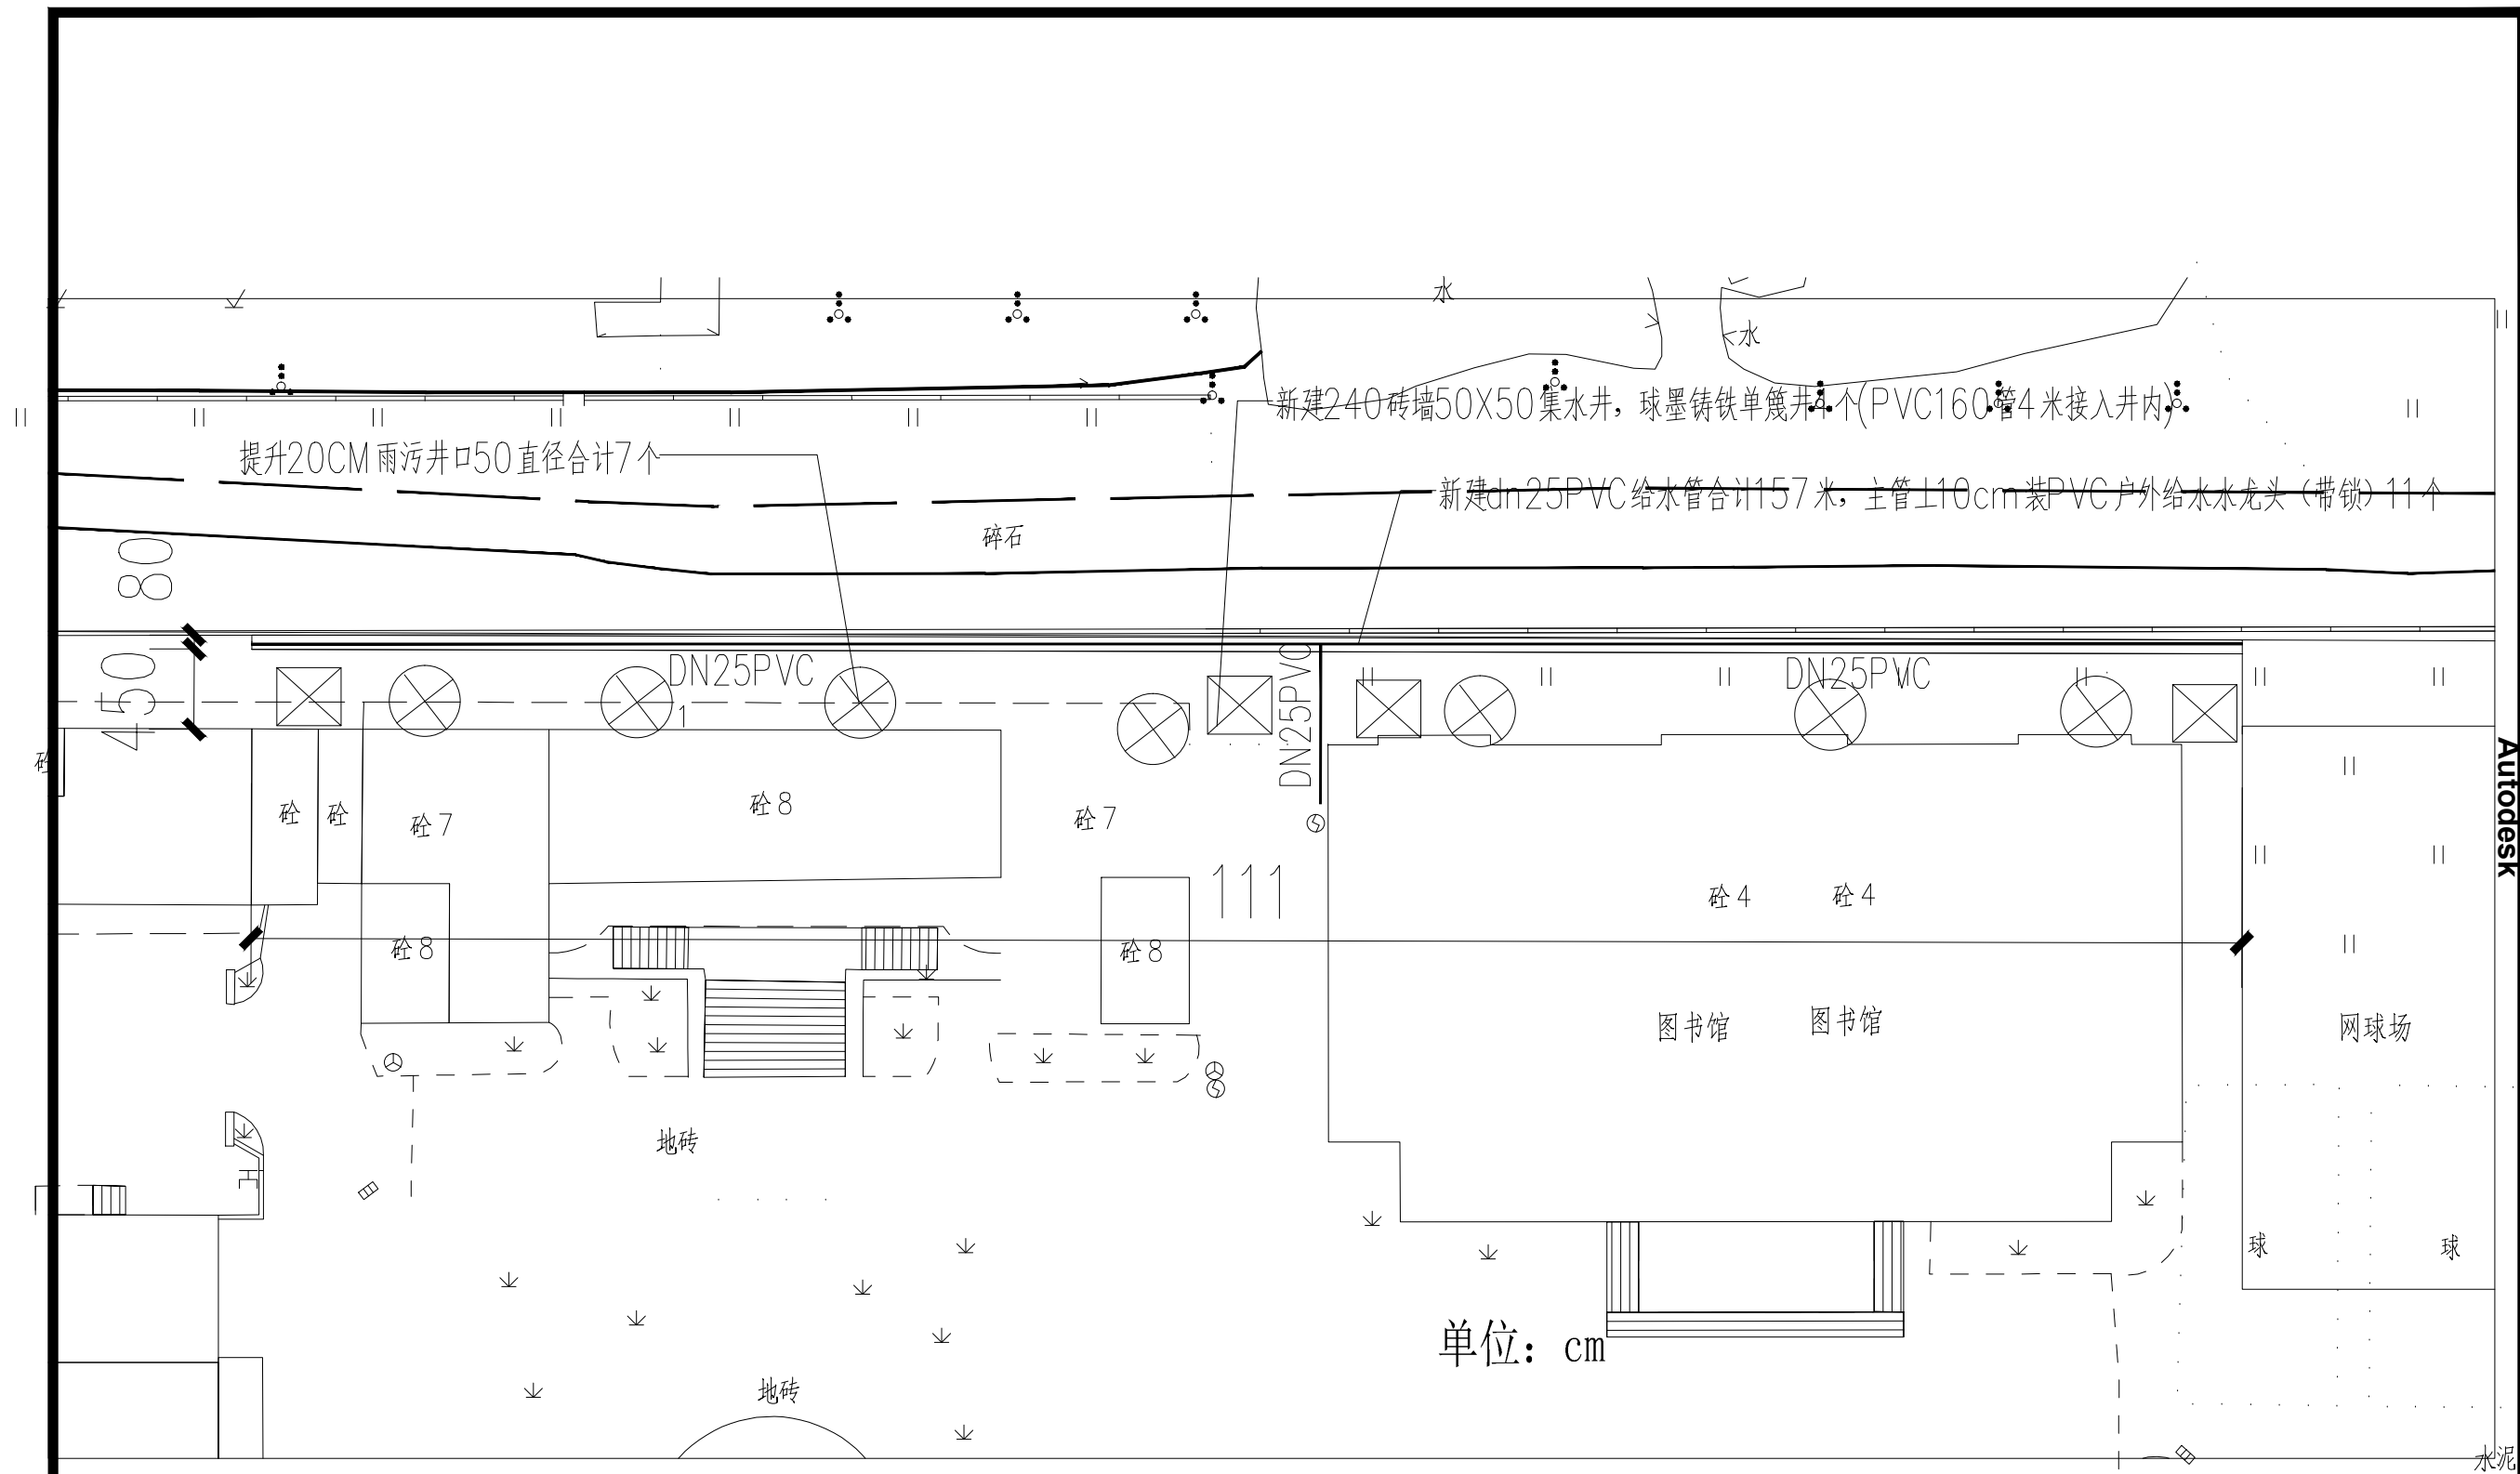 水
水
新建240砖墙50X50集水井，球墨铸铁单篦井4个(PVC160管4米接入井内)
提升20CM雨污井口50直径合计7个
新建dn25PVC给水管合计157米，主管上10cm装PVC户外给水水龙头（带锁）11个
碎石
80
450
DN25PVC
1
DN25PVC
DN25PVC
砼
砼
砼
砼7
砼8
砼7
111
砼4
砼4
砼8
砼8
图书馆
图书馆
网球场
地砖
球
球
单位：cm
地砖
水泥
Autodesk